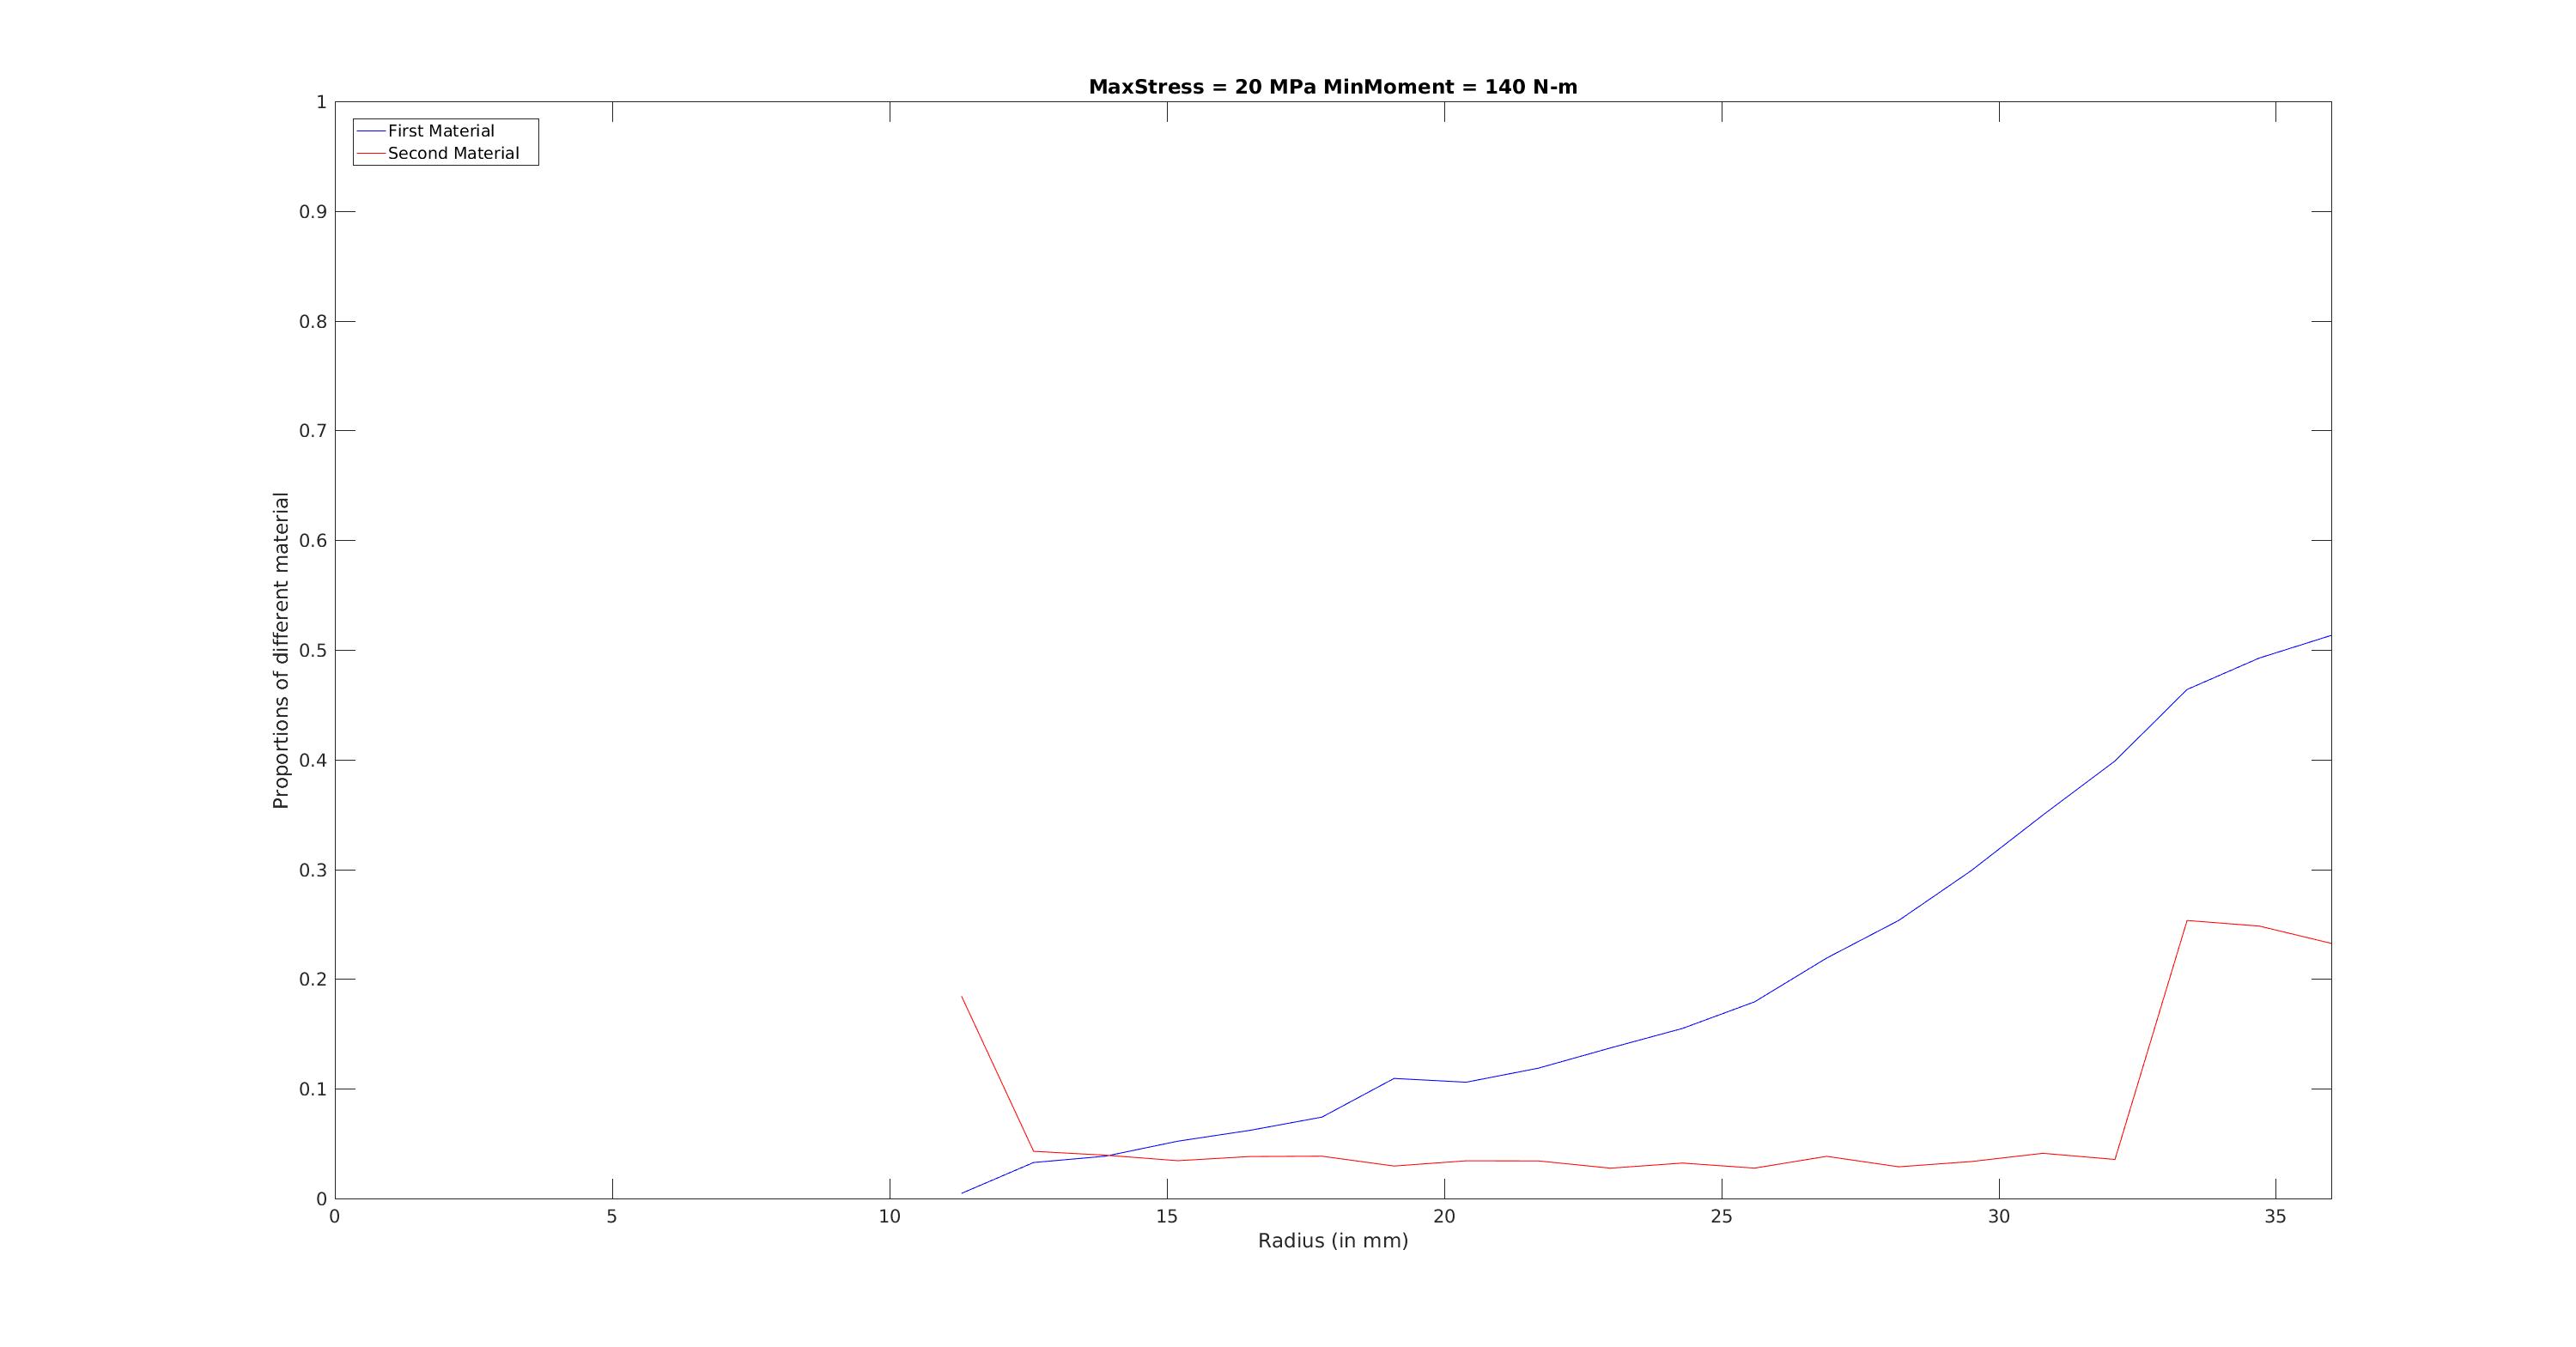 MaxStress = 20 MPa MinMoment = 140 N-m
First Material
Second Material
Proportions of different material
1
0.9
0.8
0.7
0.6
0.5
0.4
0.3
0.2
0.1
0
0 5 10 15 20 25 30 35
Radius (in mm)